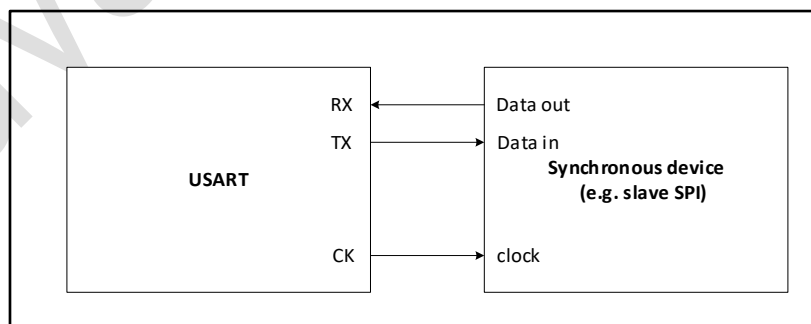 RX
Data out
TX
Data in
USART
Synchronous device
(e.g. slave SPI)
CK
clock